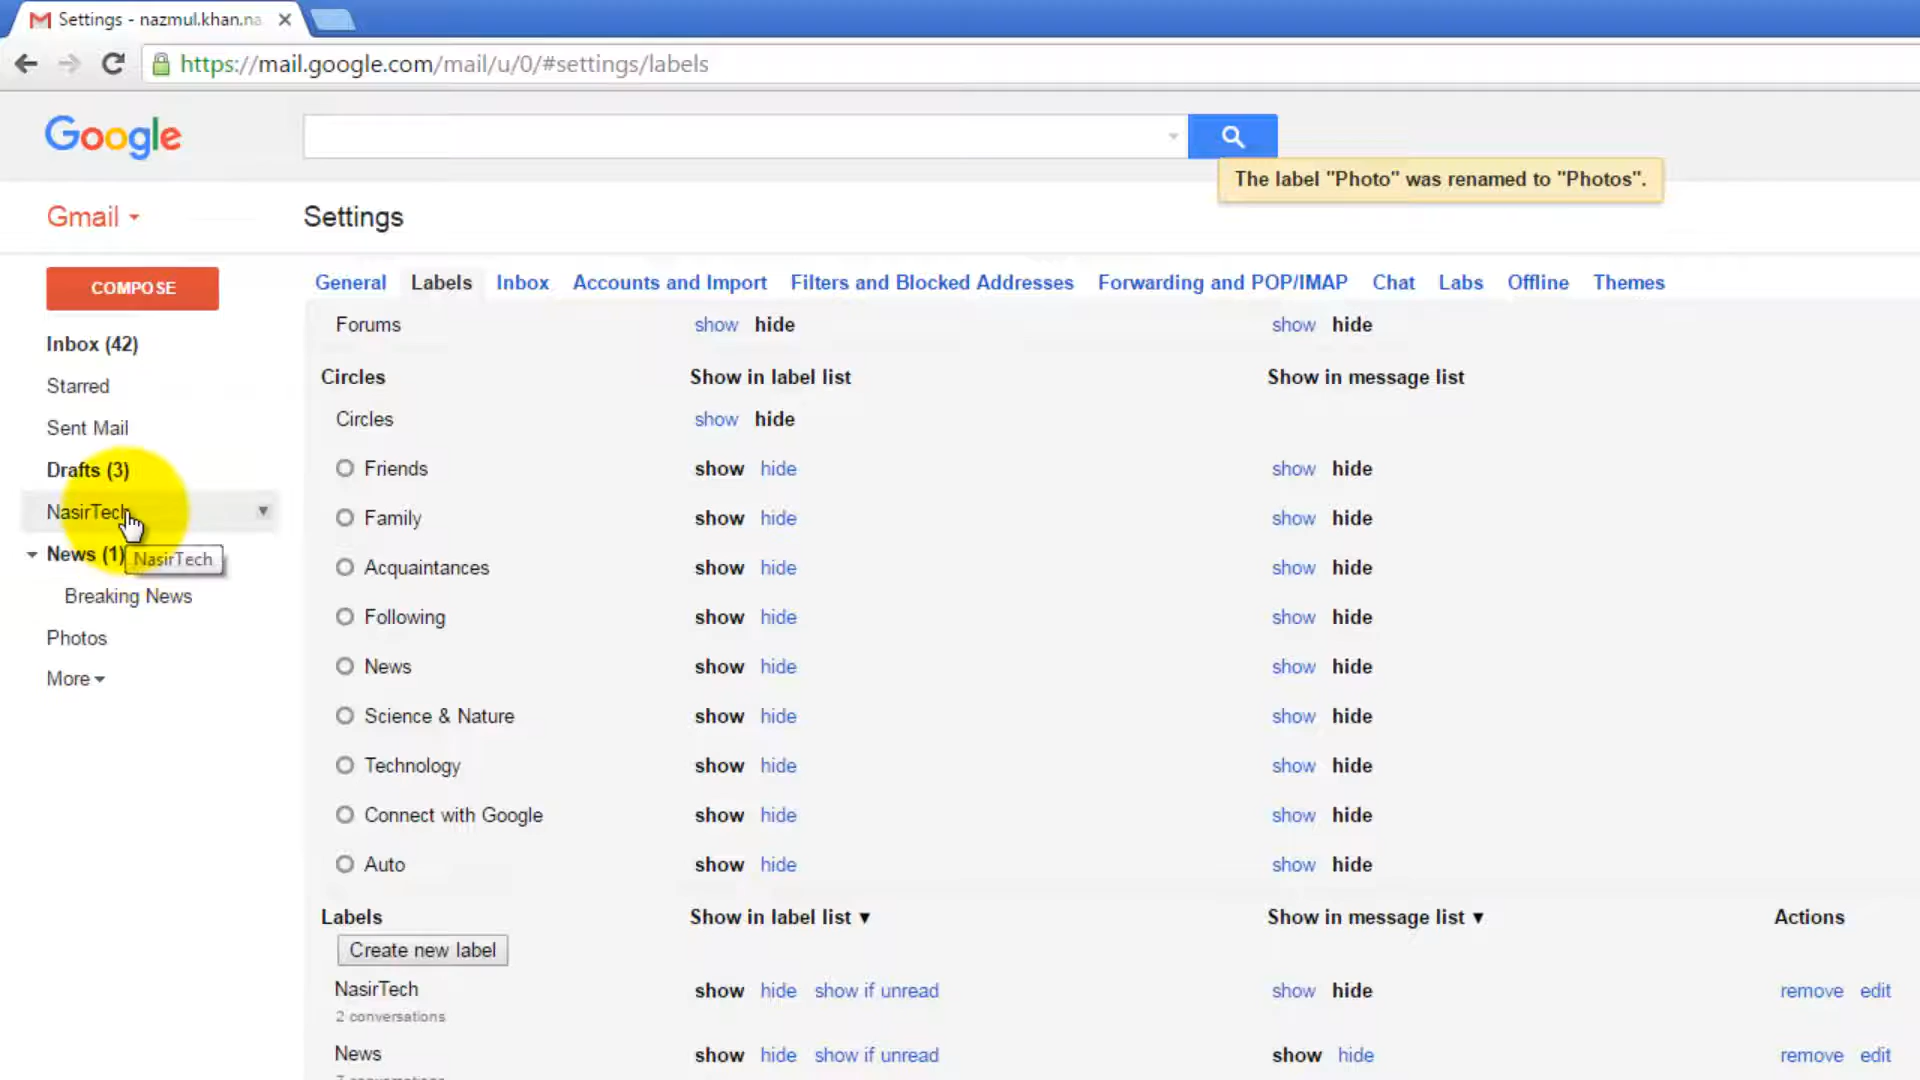 Settings - nazmul.khan.na
https://mail.google.com/mail/u/0/#settings/labels
Google
The label "Photo" was renamed to "Photos".
Gmail
Settings
COMPOSE
General Labels Inbox Accounts and Import Filters and Blocked Addresses Forwarding and POP/IMAP Chat Labs Offline Themes
Inbox (42)
Starred
Sent Mail
Drafts (3)
NasirTech
News (1)
NasirTech
Breaking News
Photos
More
Forums show hide show hide
Circles Show in label list Show in message list
Circles show hide
Friends show hide show hide
Family show hide show hide
Acquaintances show hide show hide
Following show hide show hide
News show hide show hide
Science & Nature show hide show hide
Technology show hide show hide
Connect with Google show hide show hide
Auto show hide show hide
Labels Show in label list Show in message list Actions
Create new label
NasirTech show hide show if unread show hide remove edit
2 conversations
News show hide show if unread show hide remove edit